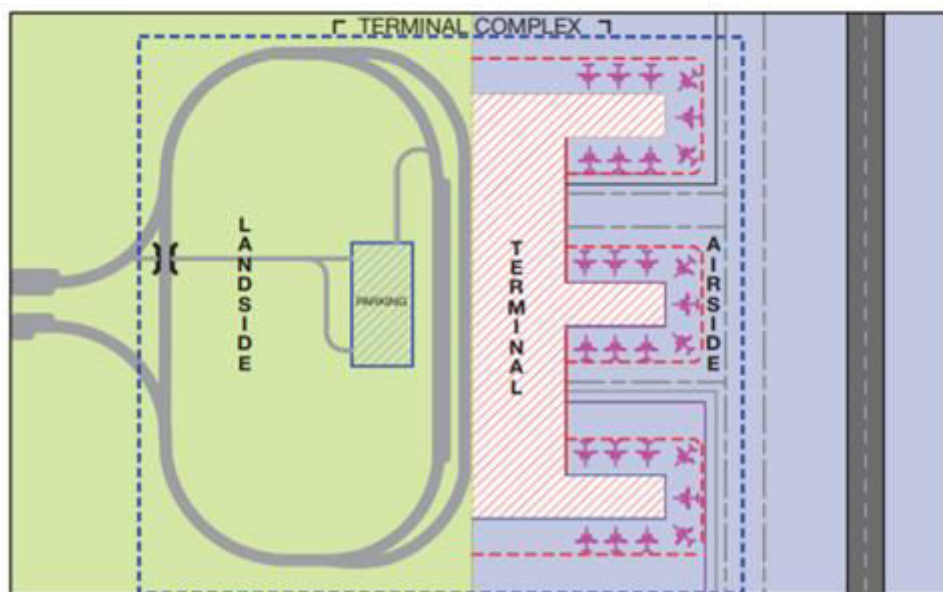 TERMINAL COMPLEX
LANDSIDE
PARKING
TERMINAL
AIRSIDE